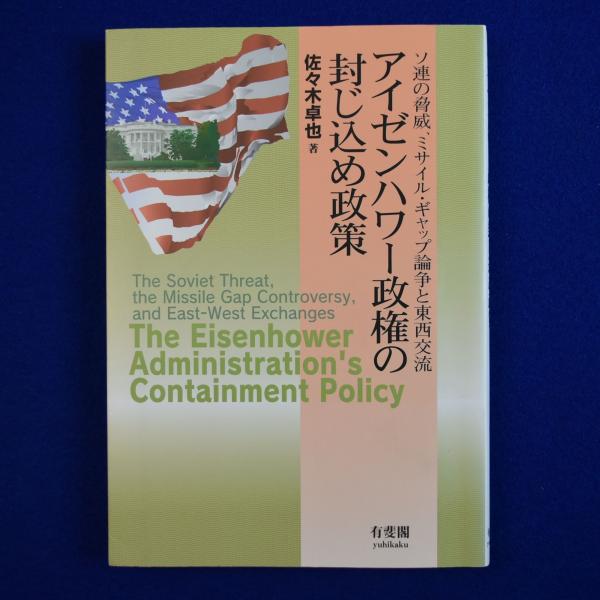 ソ連の脅威、ミサイル・ギャップ論争と東西交流
アイゼンハワー政権の
封じ込め政策
佐々木卓也 著
The Soviet Threat,
the Missile Gap Controversy,
and East-West Exchanges
The Eisenhower
Administration's
Containment Policy
有斐閣
yuhikaku